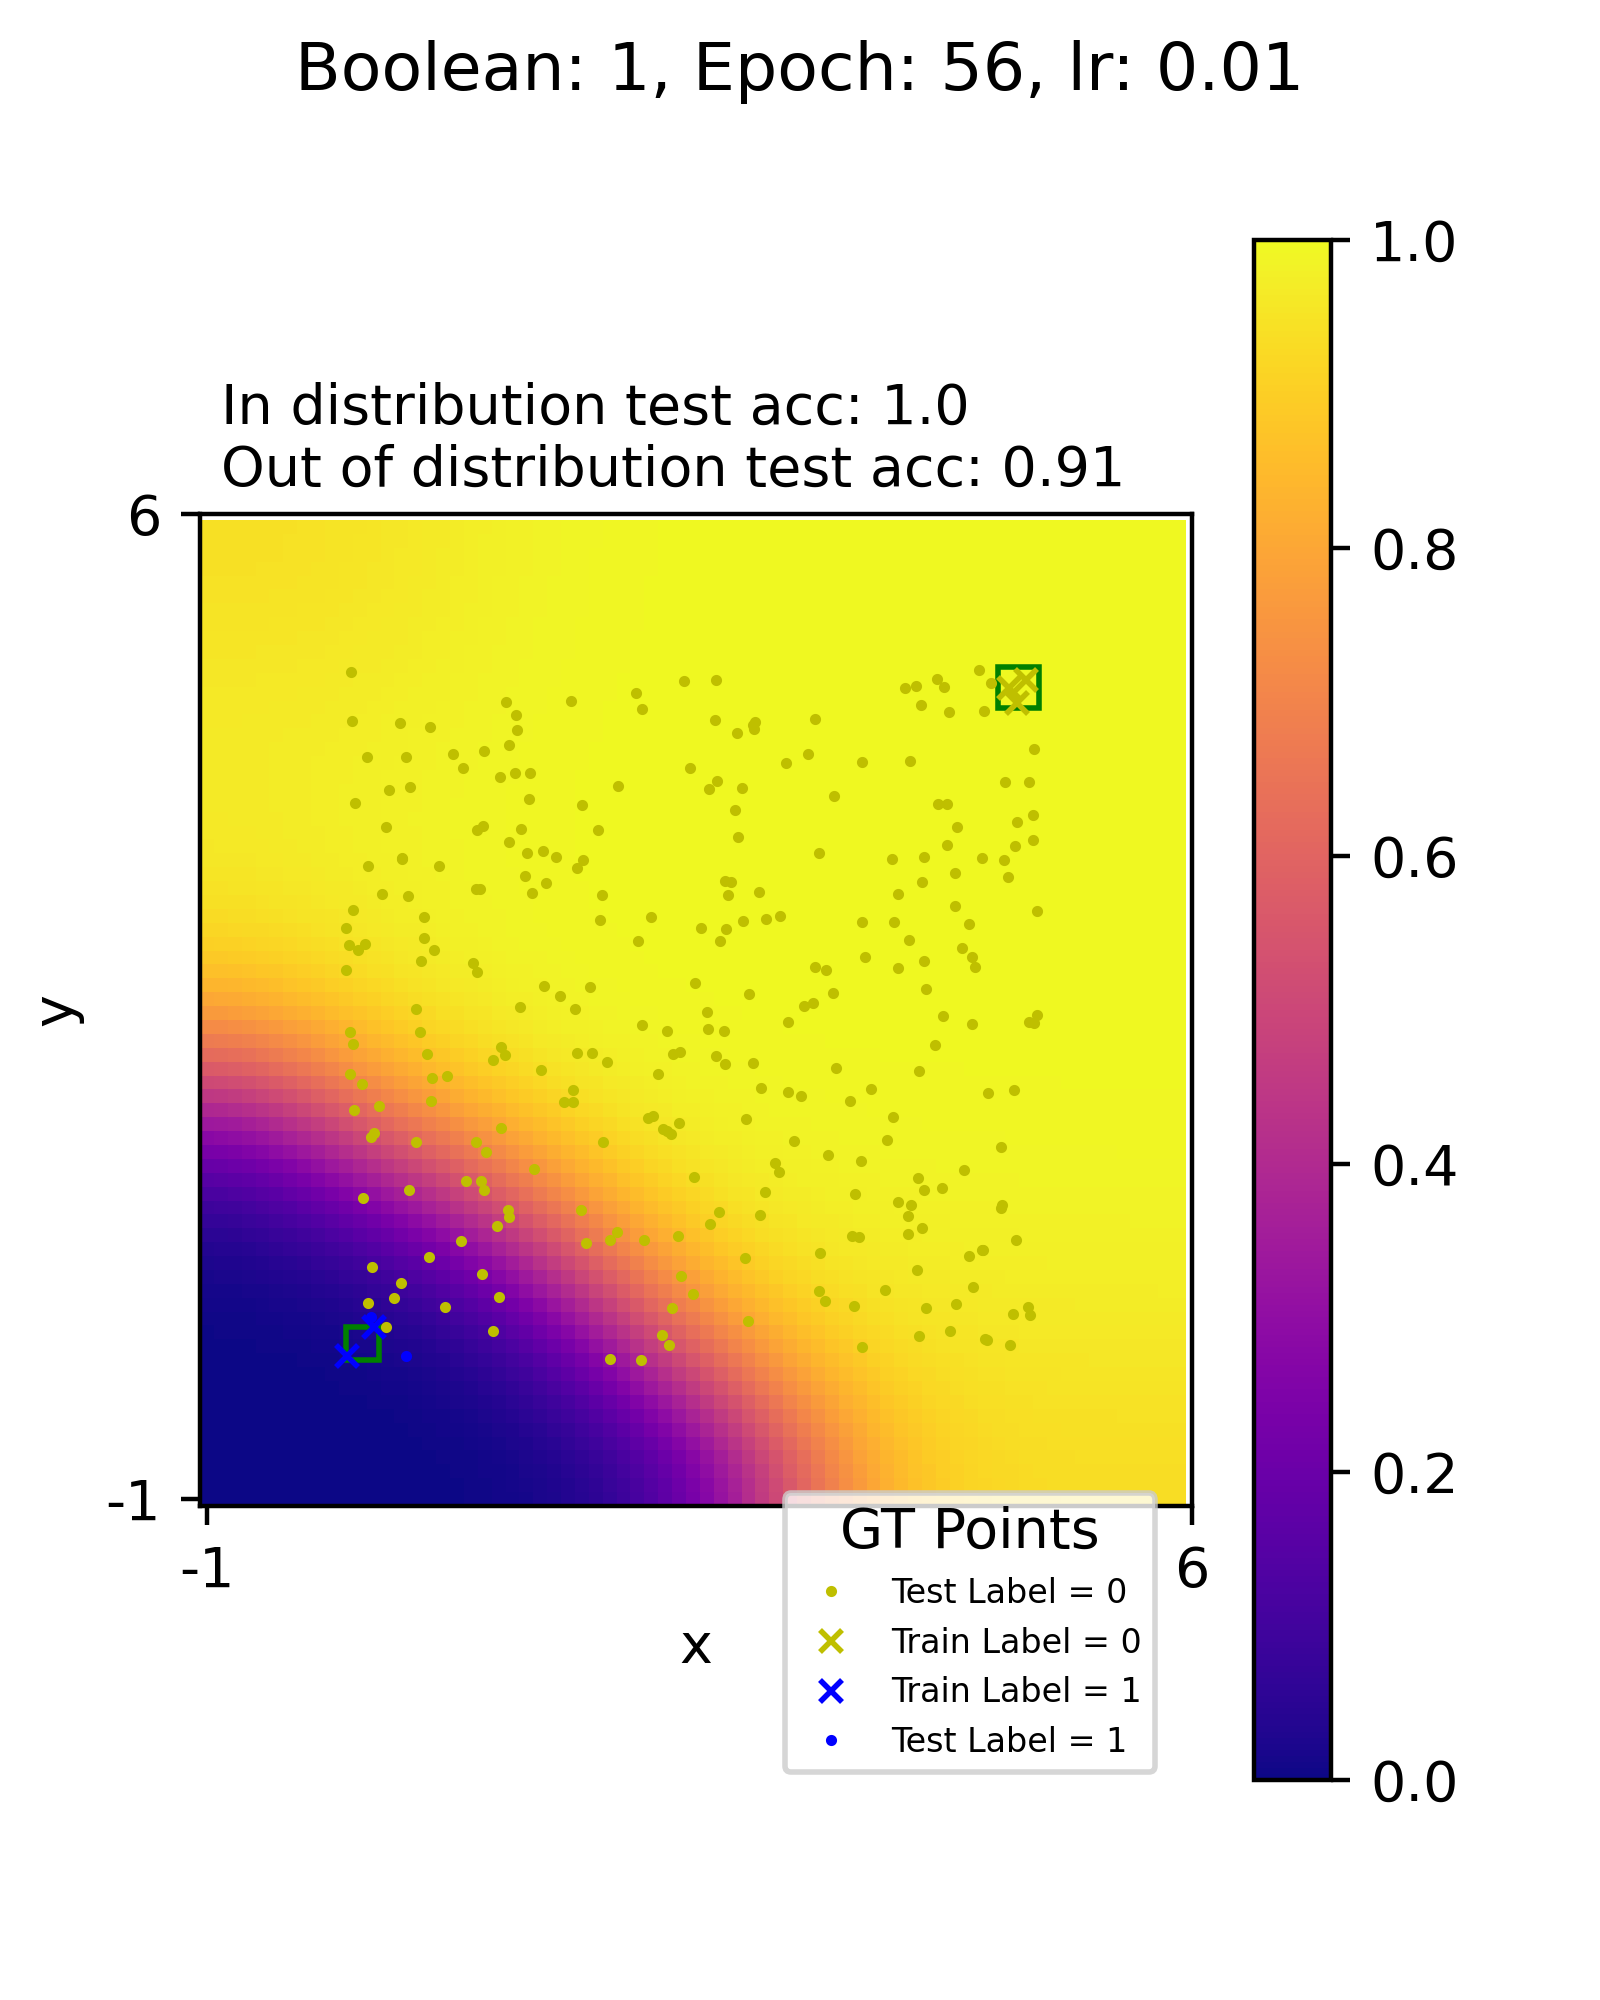 Boolean: 1, Epoch: 56, lr: 0.01
In distribution test acc: 1.0
Out of distribution test acc: 0.91
6
y
-1
-1
6
x
GT Points
Test Label = 0
Train Label = 0
Train Label = 1
Test Label = 1
1.0
0.8
0.6
0.4
0.2
0.0